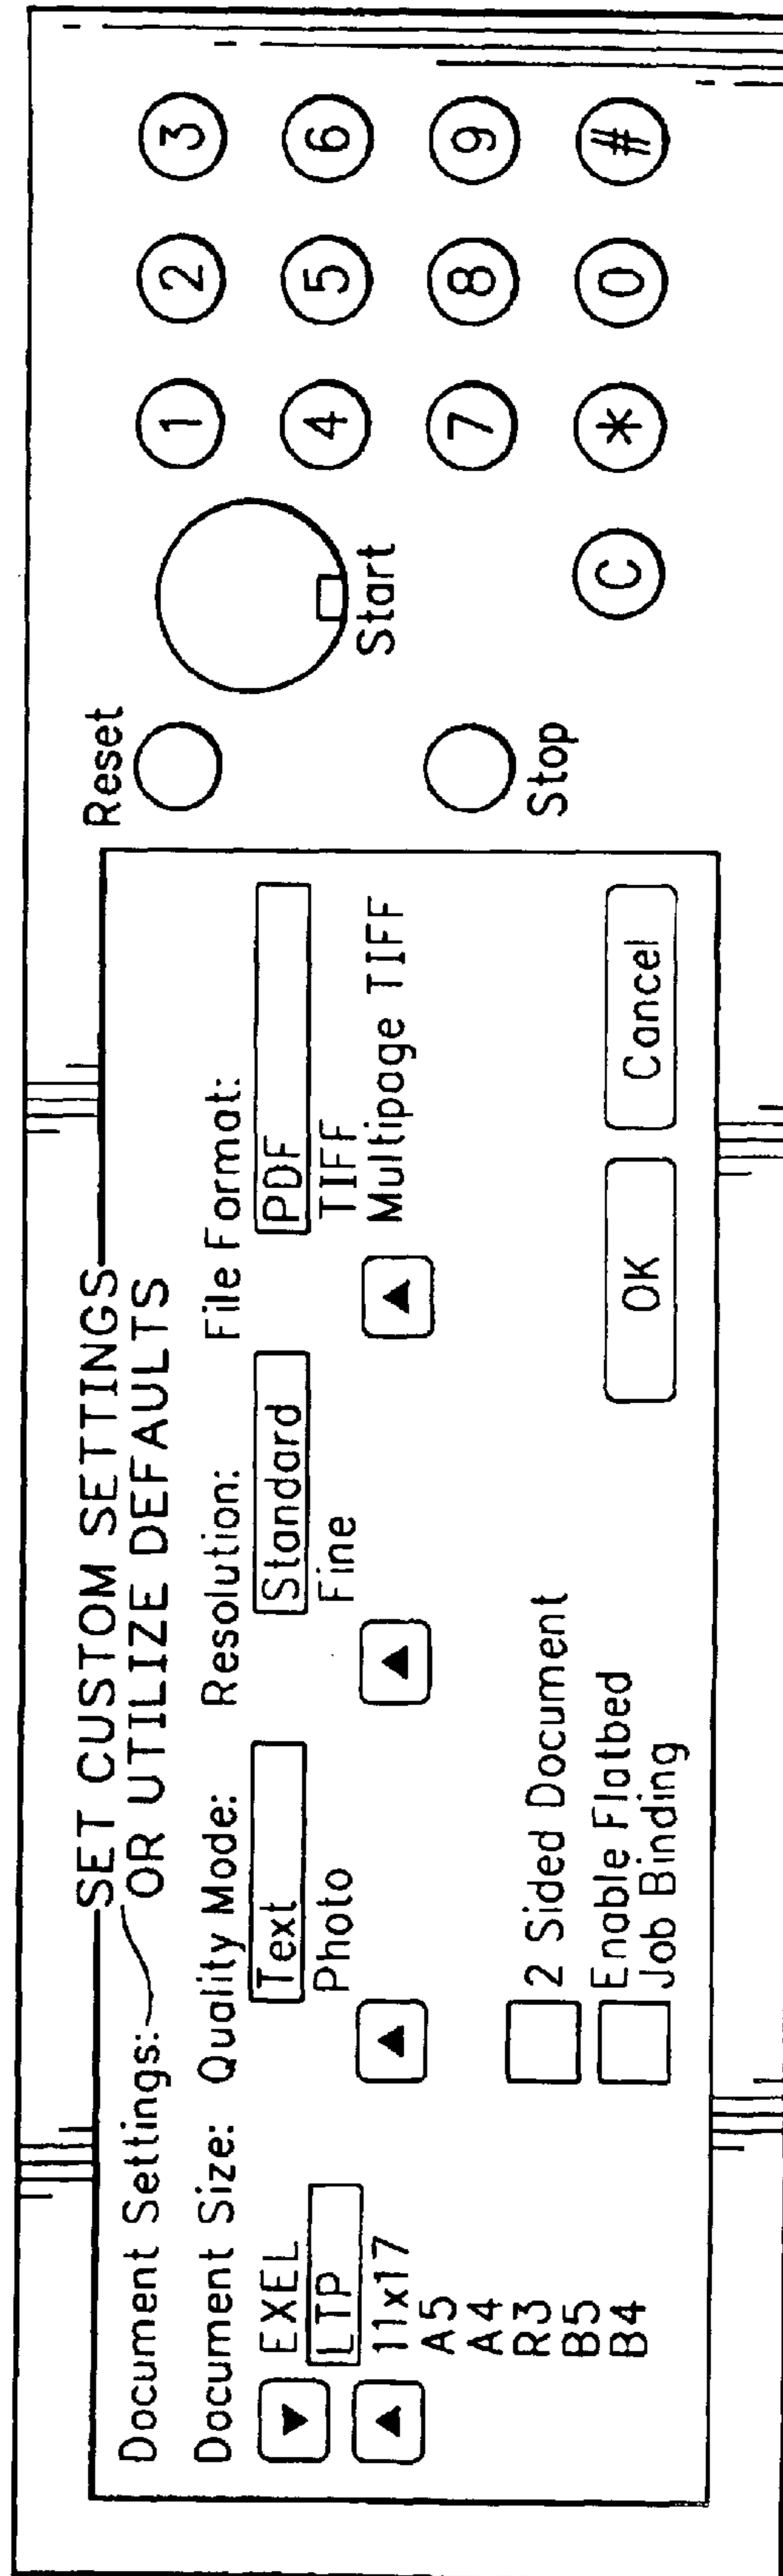 SET CUSTOM SETTINGS
OR UTILIZE DEFAULTS
Document Settings:
Document Size:
EXEL
LTP
11x17
A5
A4
R3
B5
B4
Quality Mode:
Text
Photo
Resolution:
Standard
Fine
File Format:
PDF
TIFF
Multipage TIFF
2 Sided Document
Enable Flatbed
Job Binding
OK
Cancel
Reset
Start
Stop
C
1 2 3
4 5 6
7 8 9
* 0 #